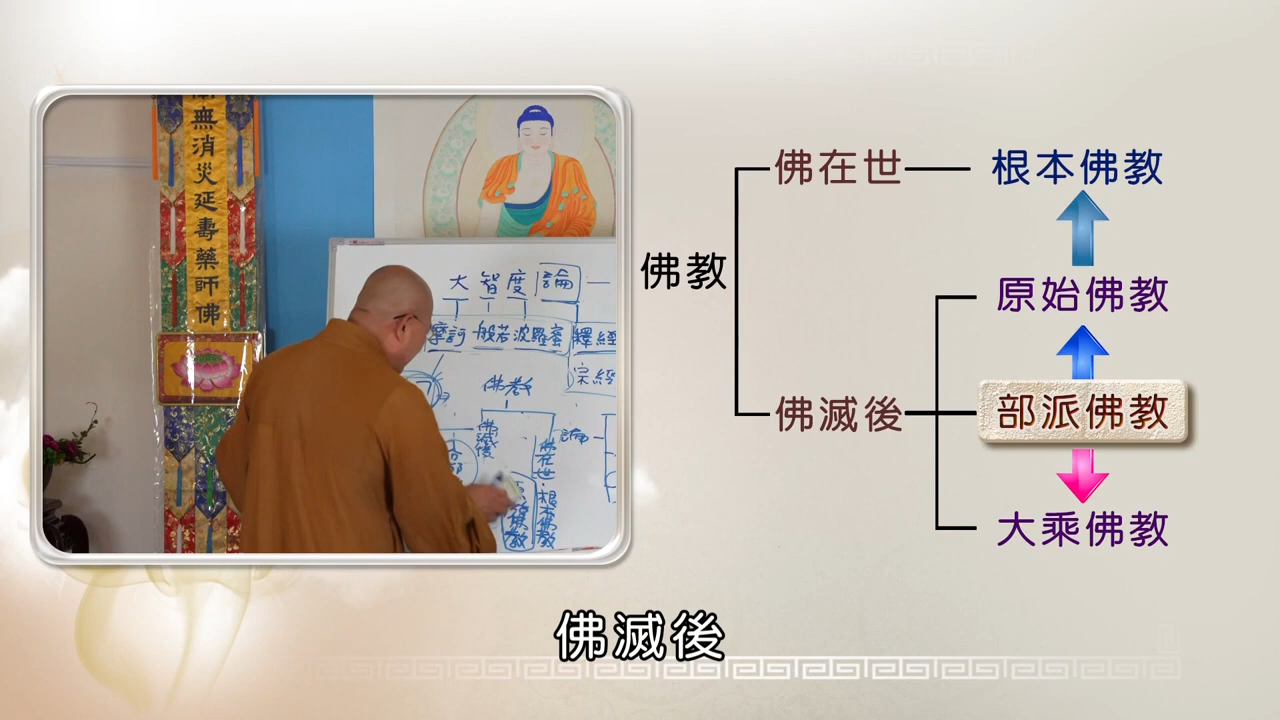 無消災延壽藥師佛
大智度論
摩訶 般若波羅蜜 釋經
宗經
佛教
佛滅後
論
佛在世
根本佛教
佛教
佛在世
根本佛教
原始佛教
佛滅後
部派佛教
大乘佛教
佛滅後